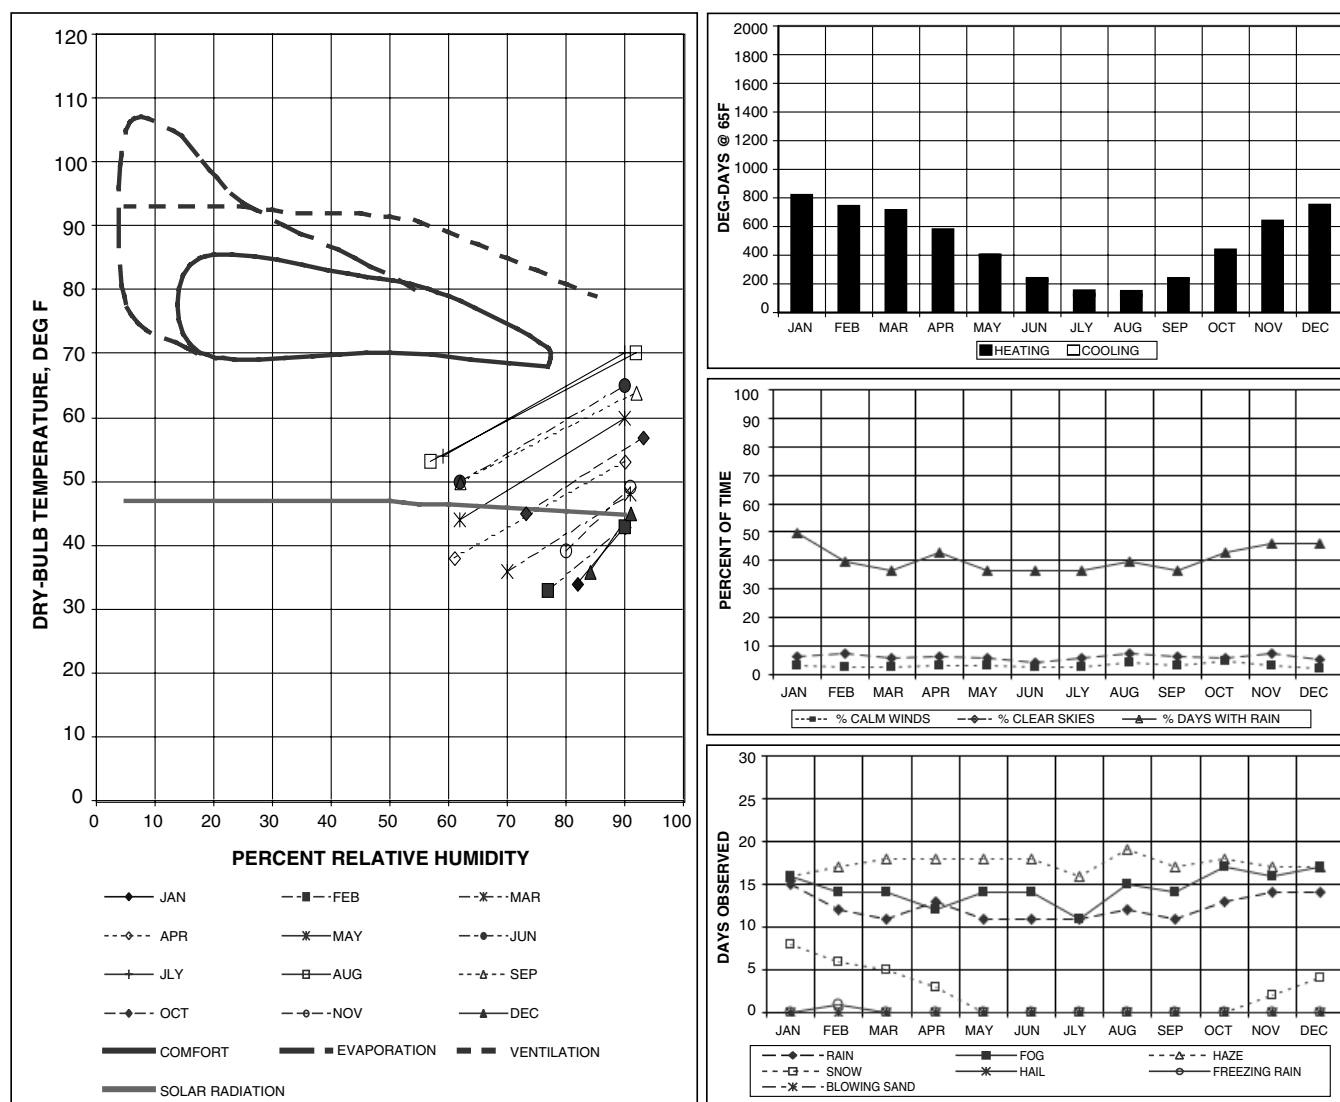 120
110
100
90
80
70
60
50
40
30
20
10
0
DRY-BULB TEMPERATURE, DEG F
0 10 20 30 40 50 60 70 80 90 100
PERCENT RELATIVE HUMIDITY
JAN FEB MAR
APR MAY JUN
JLY AUG SEP
OCT NOV DEC
COMFORT EVAPORATION VENTILATION
SOLAR RADIATION
2000
1800
1600
1400
1200
1000
800
600
400
200
0
DEG-DAYS @ 65F
JAN FEB MAR APR MAY JUN JLY AUG SEP OCT NOV DEC
HEATING COOLING
100
90
80
70
60
50
40
30
20
10
0
PERCENT OF TIME
JAN FEB MAR APR MAY JUN JLY AUG SEP OCT NOV DEC
% CALM WINDS % CLEAR SKIES % DAYS WITH RAIN
30
25
20
15
10
5
0
DAYS OBSERVED
JAN FEB MAR APR MAY JUN JLY AUG SEP OCT NOV DEC
RAIN FOG HAZE
SNOW HAIL FREEZING RAIN
BLOWING SAND